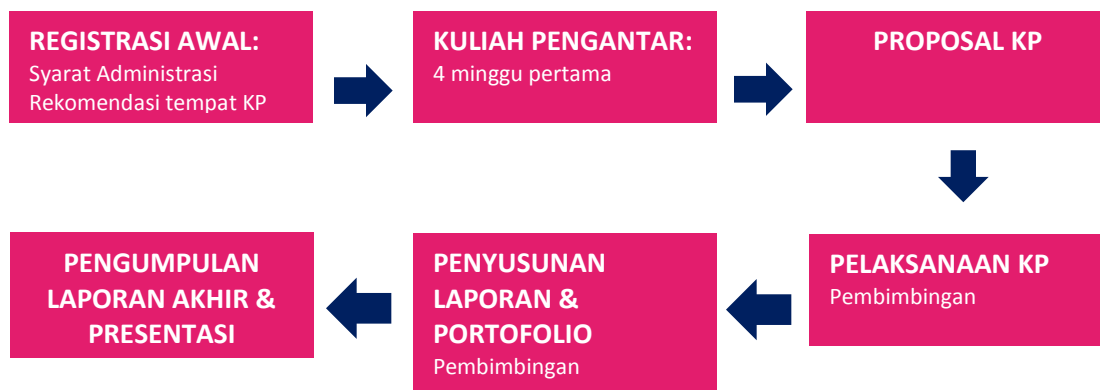 REGISTRASI AWAL:
Syarat Administrasi
Rekomendasi tempat KP
KULIAH PENGANTAR:
4 minggu pertama
PROPOSAL KP
PELAKSANAAN KP
Pembimbingan
PENYUSUNAN
LAPORAN &
PORTOFOLIO
Pembimbingan
PENGUMPULAN
LAPORAN AKHIR &
PRESENTASI